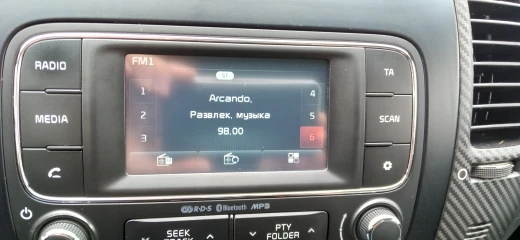 FM1
RADIO
ST
TA
1
Arcando,
4
MEDIA
2
Развлек. музыка
5
SCAN
3
98.00
6
R·D·S Bluetooth MP3
SEEK
TRACK
PTY
FOLDER